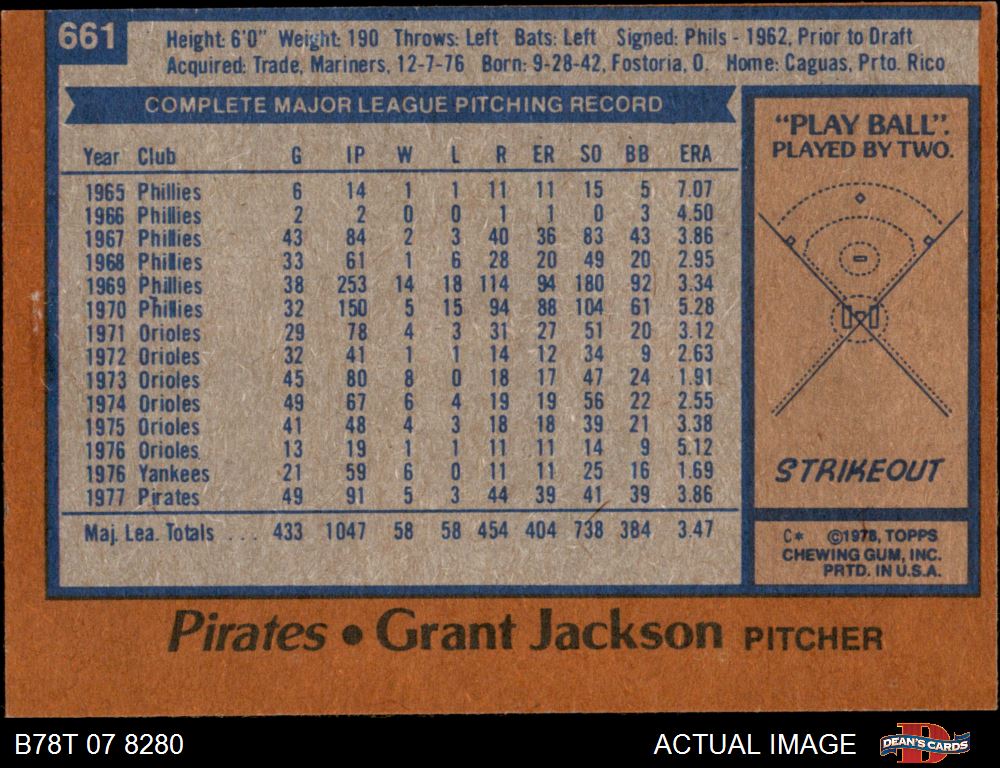 661
Height: 6'0" Weight: 190 Throws: Left Bats: Left Signed: Phils - 1962, Prior to Draft
Acquired: Trade, Mariners, 12-7-76 Born: 9-28-42, Fostoria, O. Home: Caguas, Prto. Rico
COMPLETE MAJOR LEAGUE PITCHING RECORD
Year Club G IP W L R ER SO BB ERA
1965 Phillies 6 14 1 1 11 11 15 5 7.07
1966 Phillies 2 2 0 0 1 1 0 3 4.50
1967 Phillies 43 84 2 3 40 36 83 43 3.86
1968 Phillies 33 61 1 6 28 20 49 20 2.95
1969 Phillies 38 253 14 18 114 94 180 92 3.34
1970 Phillies 32 150 5 15 94 88 104 61 5.28
1971 Orioles 29 78 4 3 31 27 51 20 3.12
1972 Orioles 32 41 1 1 14 12 34 9 2.63
1973 Orioles 45 80 8 0 18 17 47 24 1.91
1974 Orioles 49 67 6 4 19 19 56 22 2.55
1975 Orioles 41 48 4 3 18 18 39 21 3.38
1976 Orioles 13 19 1 1 11 11 14 9 5.12
1976 Yankees 21 59 6 0 11 11 25 16 1.69
1977 Pirates 49 91 5 3 44 39 41 39 3.86
Maj. Lea. Totals ... 433 1047 58 58 454 404 738 384 3.47
"PLAY BALL".
PLAYED BY TWO.
STRIKEOUT
C* ©1978, TOPPS
CHEWING GUM, INC.
PRTD. IN U.S.A.
Pirates • Grant Jackson PITCHER
B78T 07 8280
ACTUAL IMAGE
DEAN'S CARDS